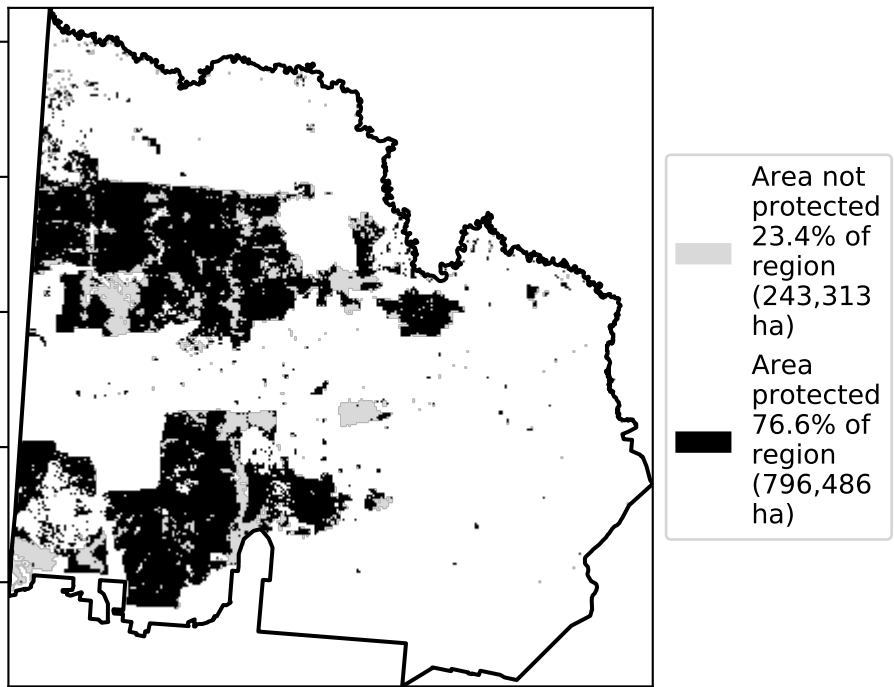 Area not
protected
23.4% of
region
(243,313
ha)
Area
protected
76.6% of
region
(796,486
ha)